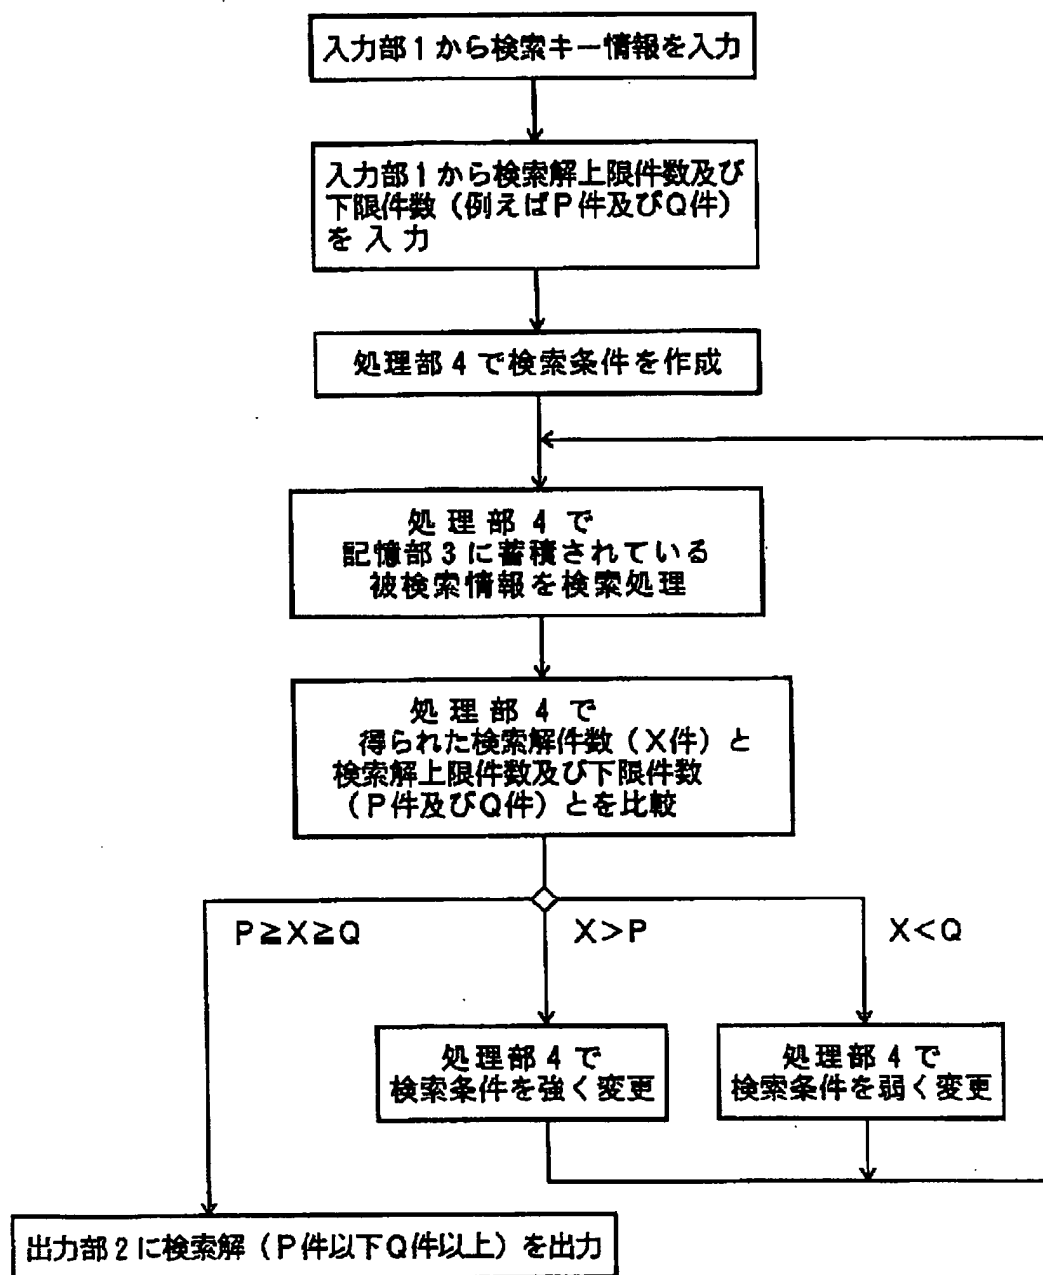 入力部1から検索キー情報を入力
入力部1から検索解上限件数及び
下限件数(例えばP件及びQ件)
を入力
処理部4で検索条件を作成
処理部4で
記憶部3に蓄積されている
被検索情報を検索処理
処理部4で
得られた検索解件数(X件)と
検索解上限件数及び下限件数
(P件及びQ件)とを比較
P≧X≧Q
X>P
X<Q
処理部4で
検索条件を強く変更
処理部4で
検索条件を弱く変更
出力部2に検索解(P件以下Q件以上)を出力